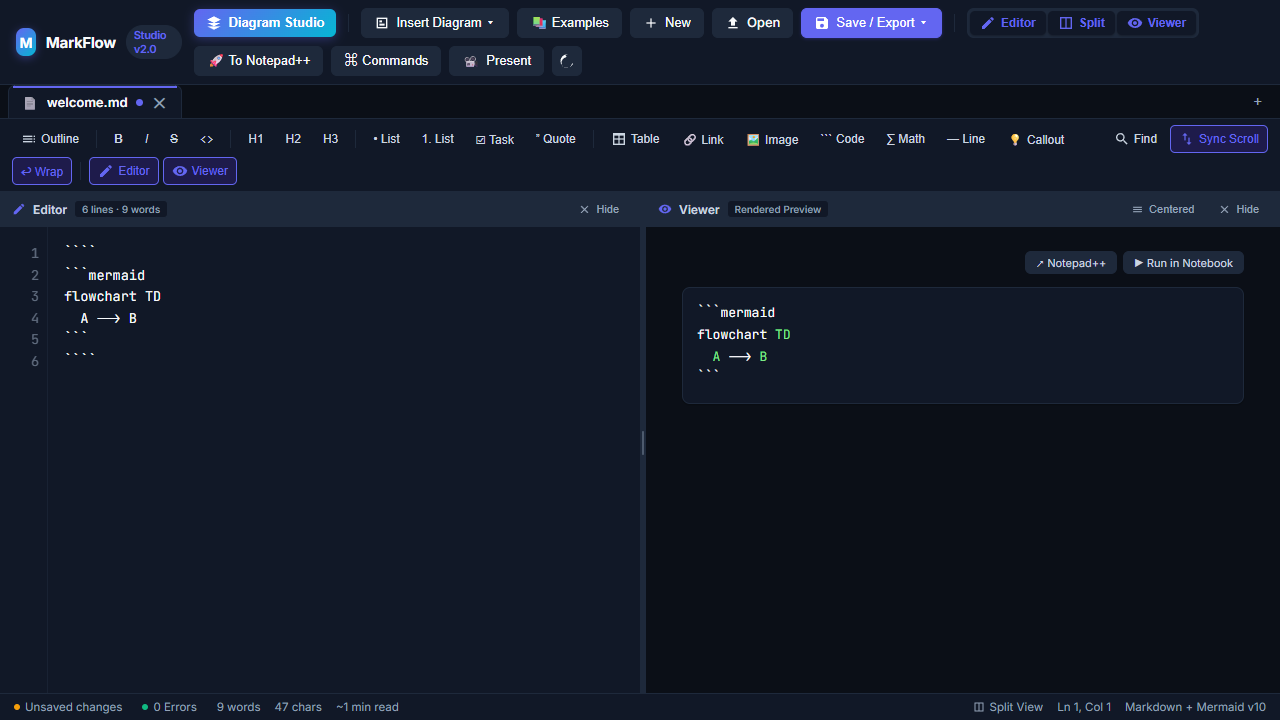 M MarkFlow Studio v2.0
Diagram Studio Insert Diagram Examples + New Open Save / Export Editor Split Viewer
To Notepad++ ⌘ Commands Present
welcome.md ✕ +
Outline B I S <> H1 H2 H3 • List 1. List ☑ Task " Quote Table Link Image ``` Code ∑ Math — Line Callout Find Sync Scroll
↩ Wrap Editor Viewer
Editor 6 lines · 9 words ✕ Hide
Viewer Rendered Preview ≡ Centered ✕ Hide
1 ````
2 ```mermaid
3 flowchart TD
4   A --> B
5 ```
6 ````
↗ Notepad++ ▶ Run in Notebook
```mermaid
flowchart TD
  A --> B
```
Unsaved changes 0 Errors 9 words 47 chars ~1 min read Split View Ln 1, Col 1 Markdown + Mermaid v10